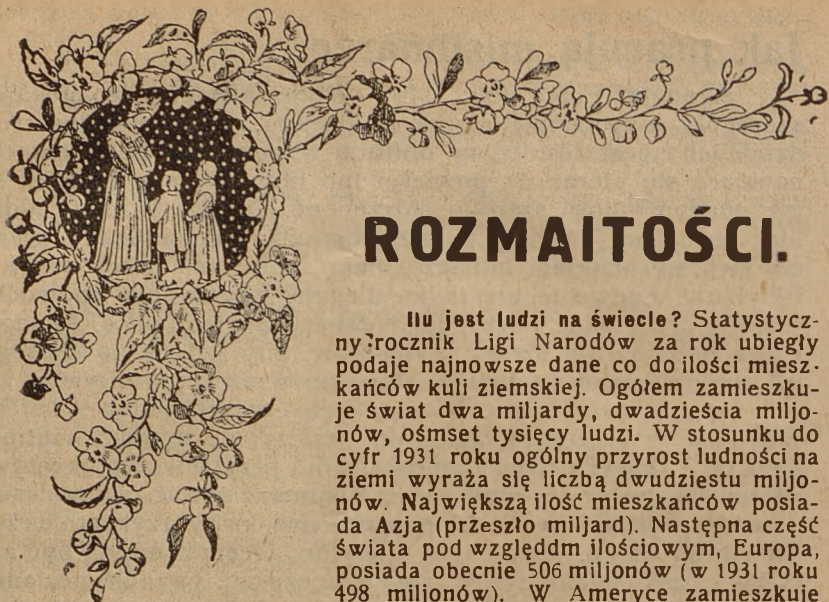 ROZMAITOŚCI.
Ilu jest ludzi na świecie? Statystycz-
ny rocznik Ligi Narodów za rok ubiegły
podaje najnowsze dane co do ilości miesz-
kańców kuli ziemskiej. Ogółem zamieszku-
je świat dwa miljardy, dwadzieścia miljo-
nów, ośmset tysięcy ludzi. W stosunku do
cyfr 1931 roku ogólny przyrost ludności na
ziemi wyraża się liczbą dwudziestu miljo-
nów. Największą ilość mieszkańców posia-
da Azja (przeszło miljard). Następna część
świata pod względdm ilościowym, Europa,
posiada obecnie 506 miljonów (w 1931 roku
498 miljonów). W Ameryce zamieszkuje